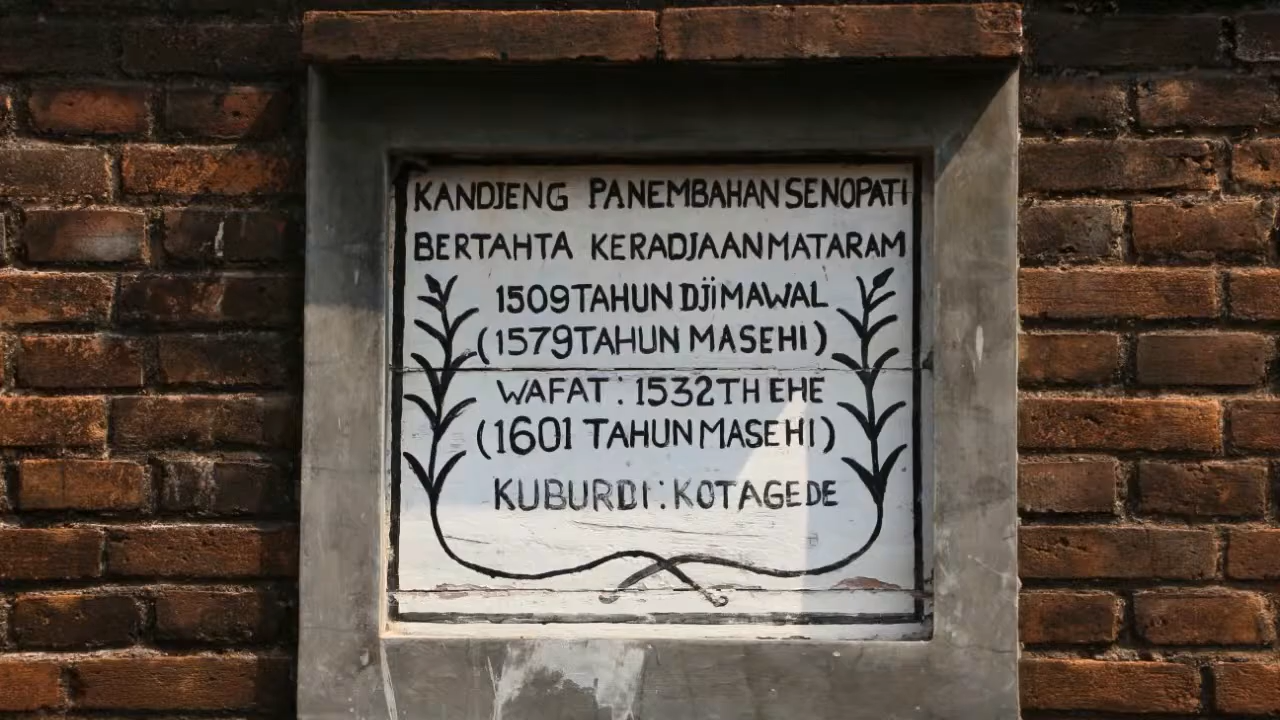 KANDJENG PANEMBAHAN SENOPATI
BERTAHTA KERADJAAN MATARAM
1509 TAHUN DJIMAWAL
(1579 TAHUN MASEHI)
WAFAT : 1532 TH EHE
(1601 TAHUN MASEHI)
KUBUR DI : KOTAGEDE